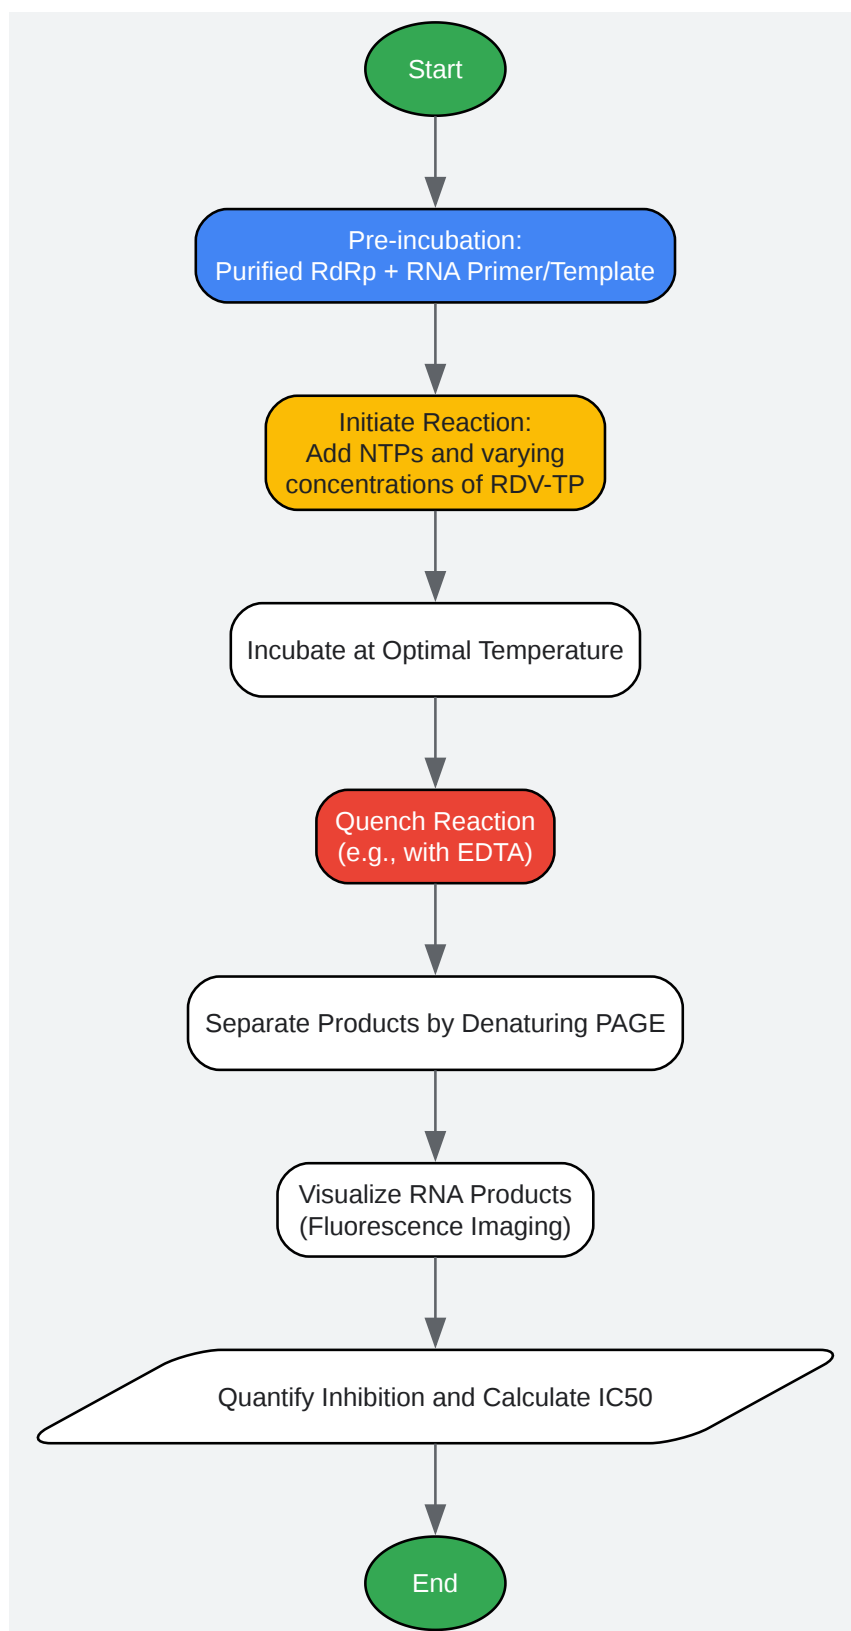 Start
Pre-incubation:
Purified RdRp + RNA Primer/Template
Initiate Reaction:
Add NTPs and varying
concentrations of RDV-TP
Incubate at Optimal Temperature
Quench Reaction
(e.g., with EDTA)
Separate Products by Denaturing PAGE
Visualize RNA Products
(Fluorescence Imaging)
Quantify Inhibition and Calculate IC50
End